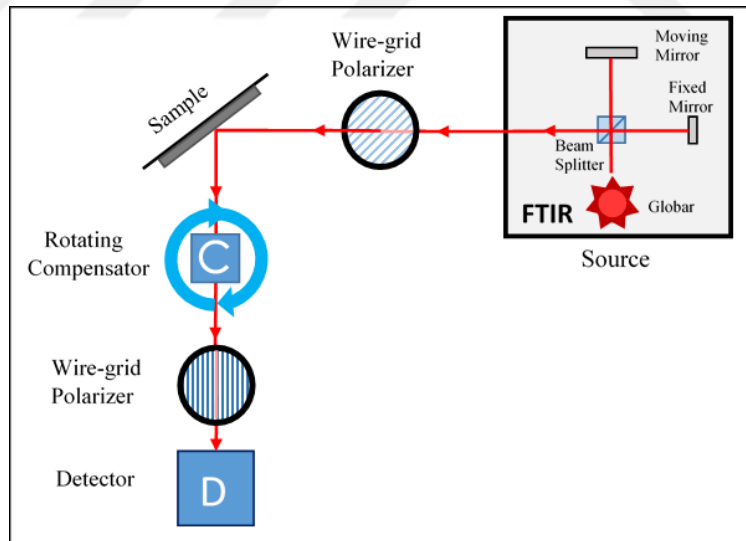 Moving
Mirror
Wire-grid
Polarizer
Fixed
Mirror
Sample
Beam
Splitter
FTIR
Globar
Source
Rotating
Compensator
C
Wire-grid
Polarizer
Detector
D